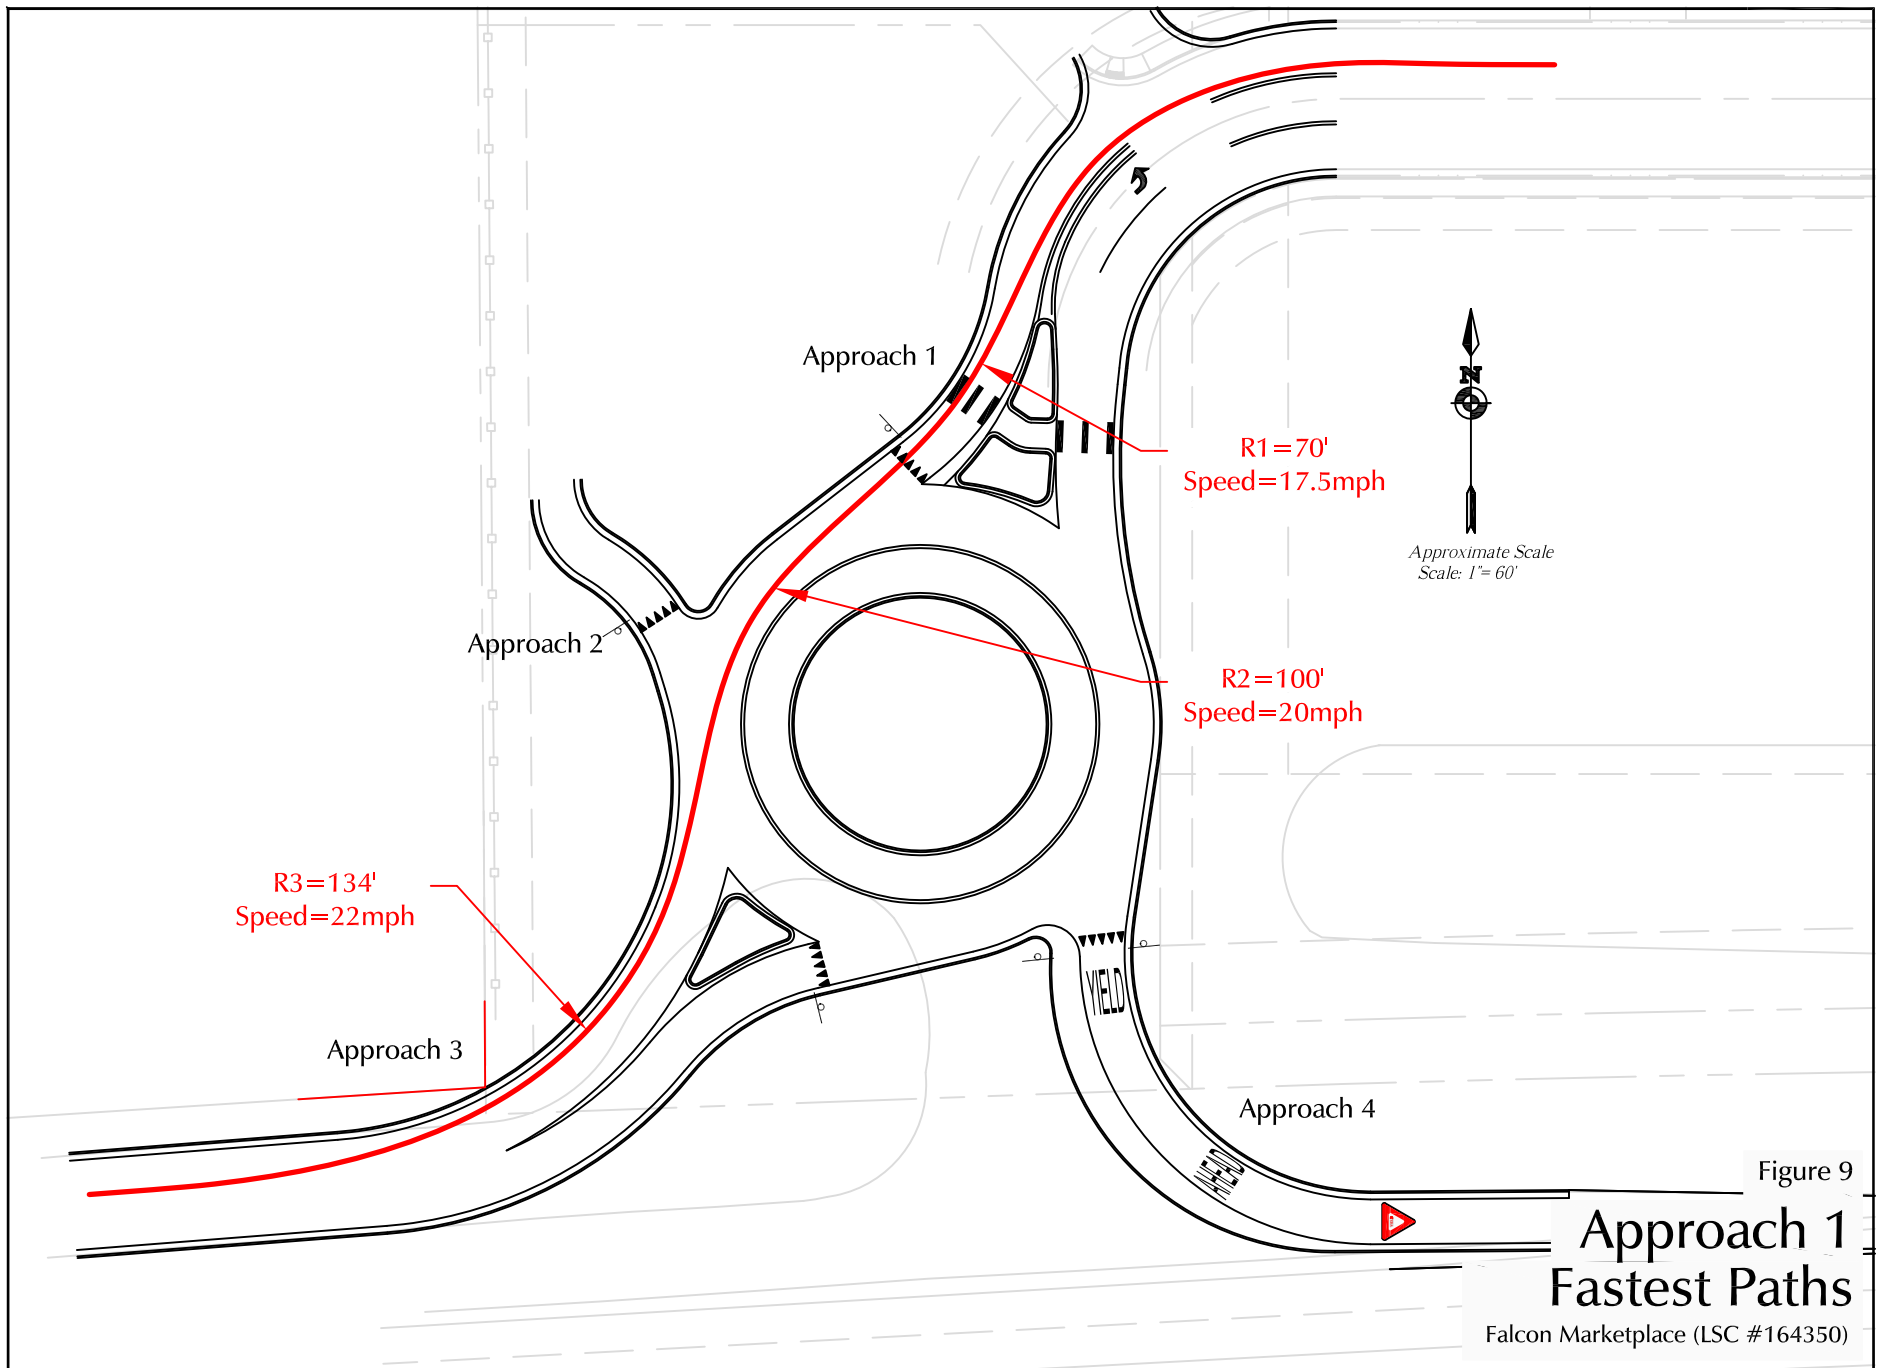 Approach 1
R1=70'
Speed=17.5mph
N
Approximate Scale
Scale: 1"= 60'
Approach 2
R2=100'
Speed=20mph
R3=134'
Speed=22mph
YIELD
Approach 3
Approach 4
Figure 9
Approach 1
Fastest Paths
Falcon Marketplace (LSC #164350)